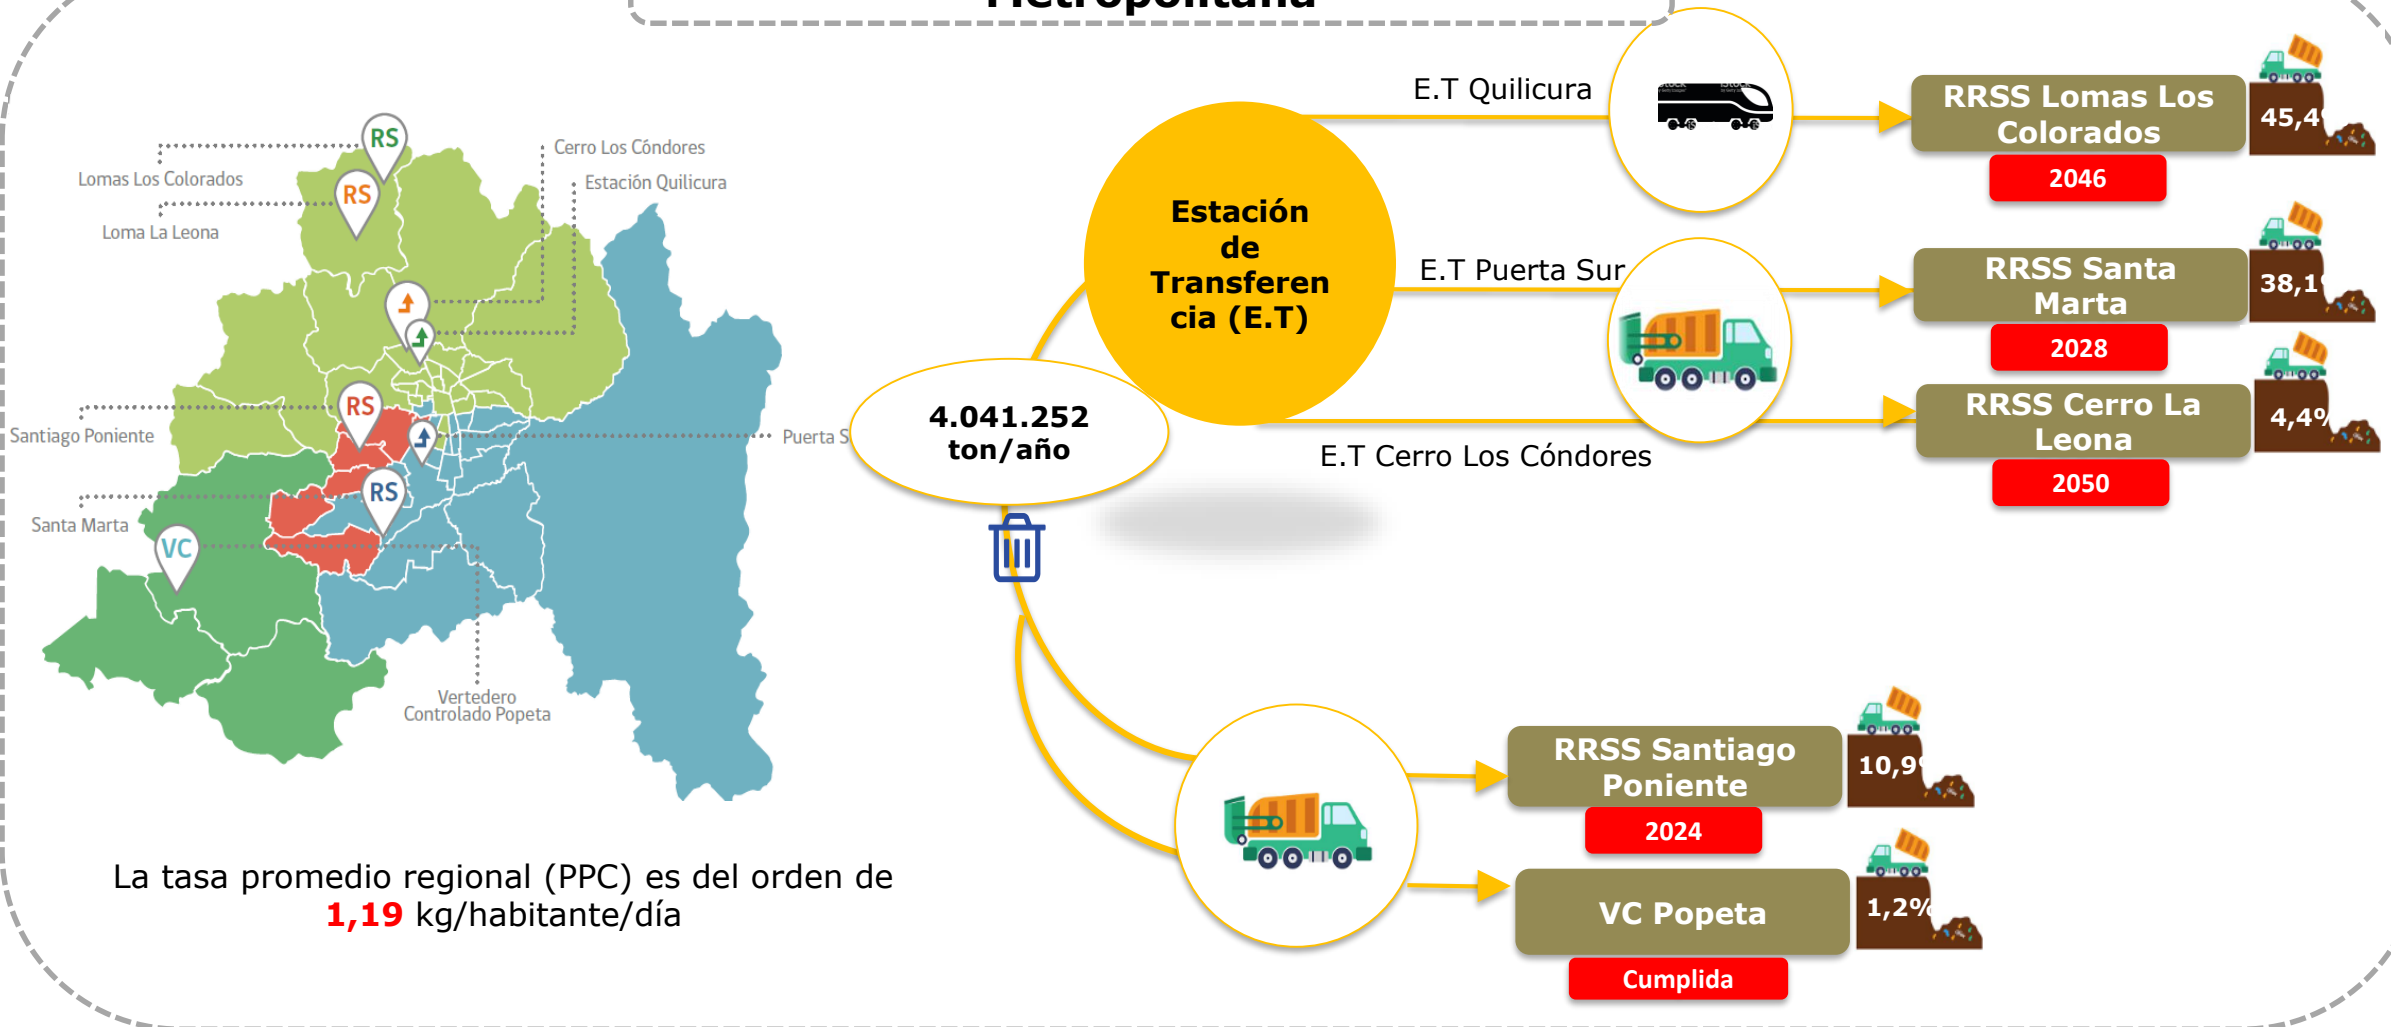 Metropolitana
Lomas Los Colorados
Loma La Leona
Cerro Los Cóndores
Estación Quilicura
Santiago Poniente
Santa Marta
Puerta S
Vertedero
Controlado Popeta
RS
RS
RS
RS
VC
La tasa promedio regional (PPC) es del orden de
1,19 kg/habitante/día
4.041.252
ton/año
Estación
de
Transferen
cia (E.T)
E.T Quilicura
E.T Puerta Sur
E.T Cerro Los Cóndores
RRSS Lomas Los
Colorados
2046
45,4
RRSS Santa
Marta
2028
38,1
RRSS Cerro La
Leona
2050
4,4%
RRSS Santiago
Poniente
2024
10,9
VC Popeta
Cumplida
1,2%